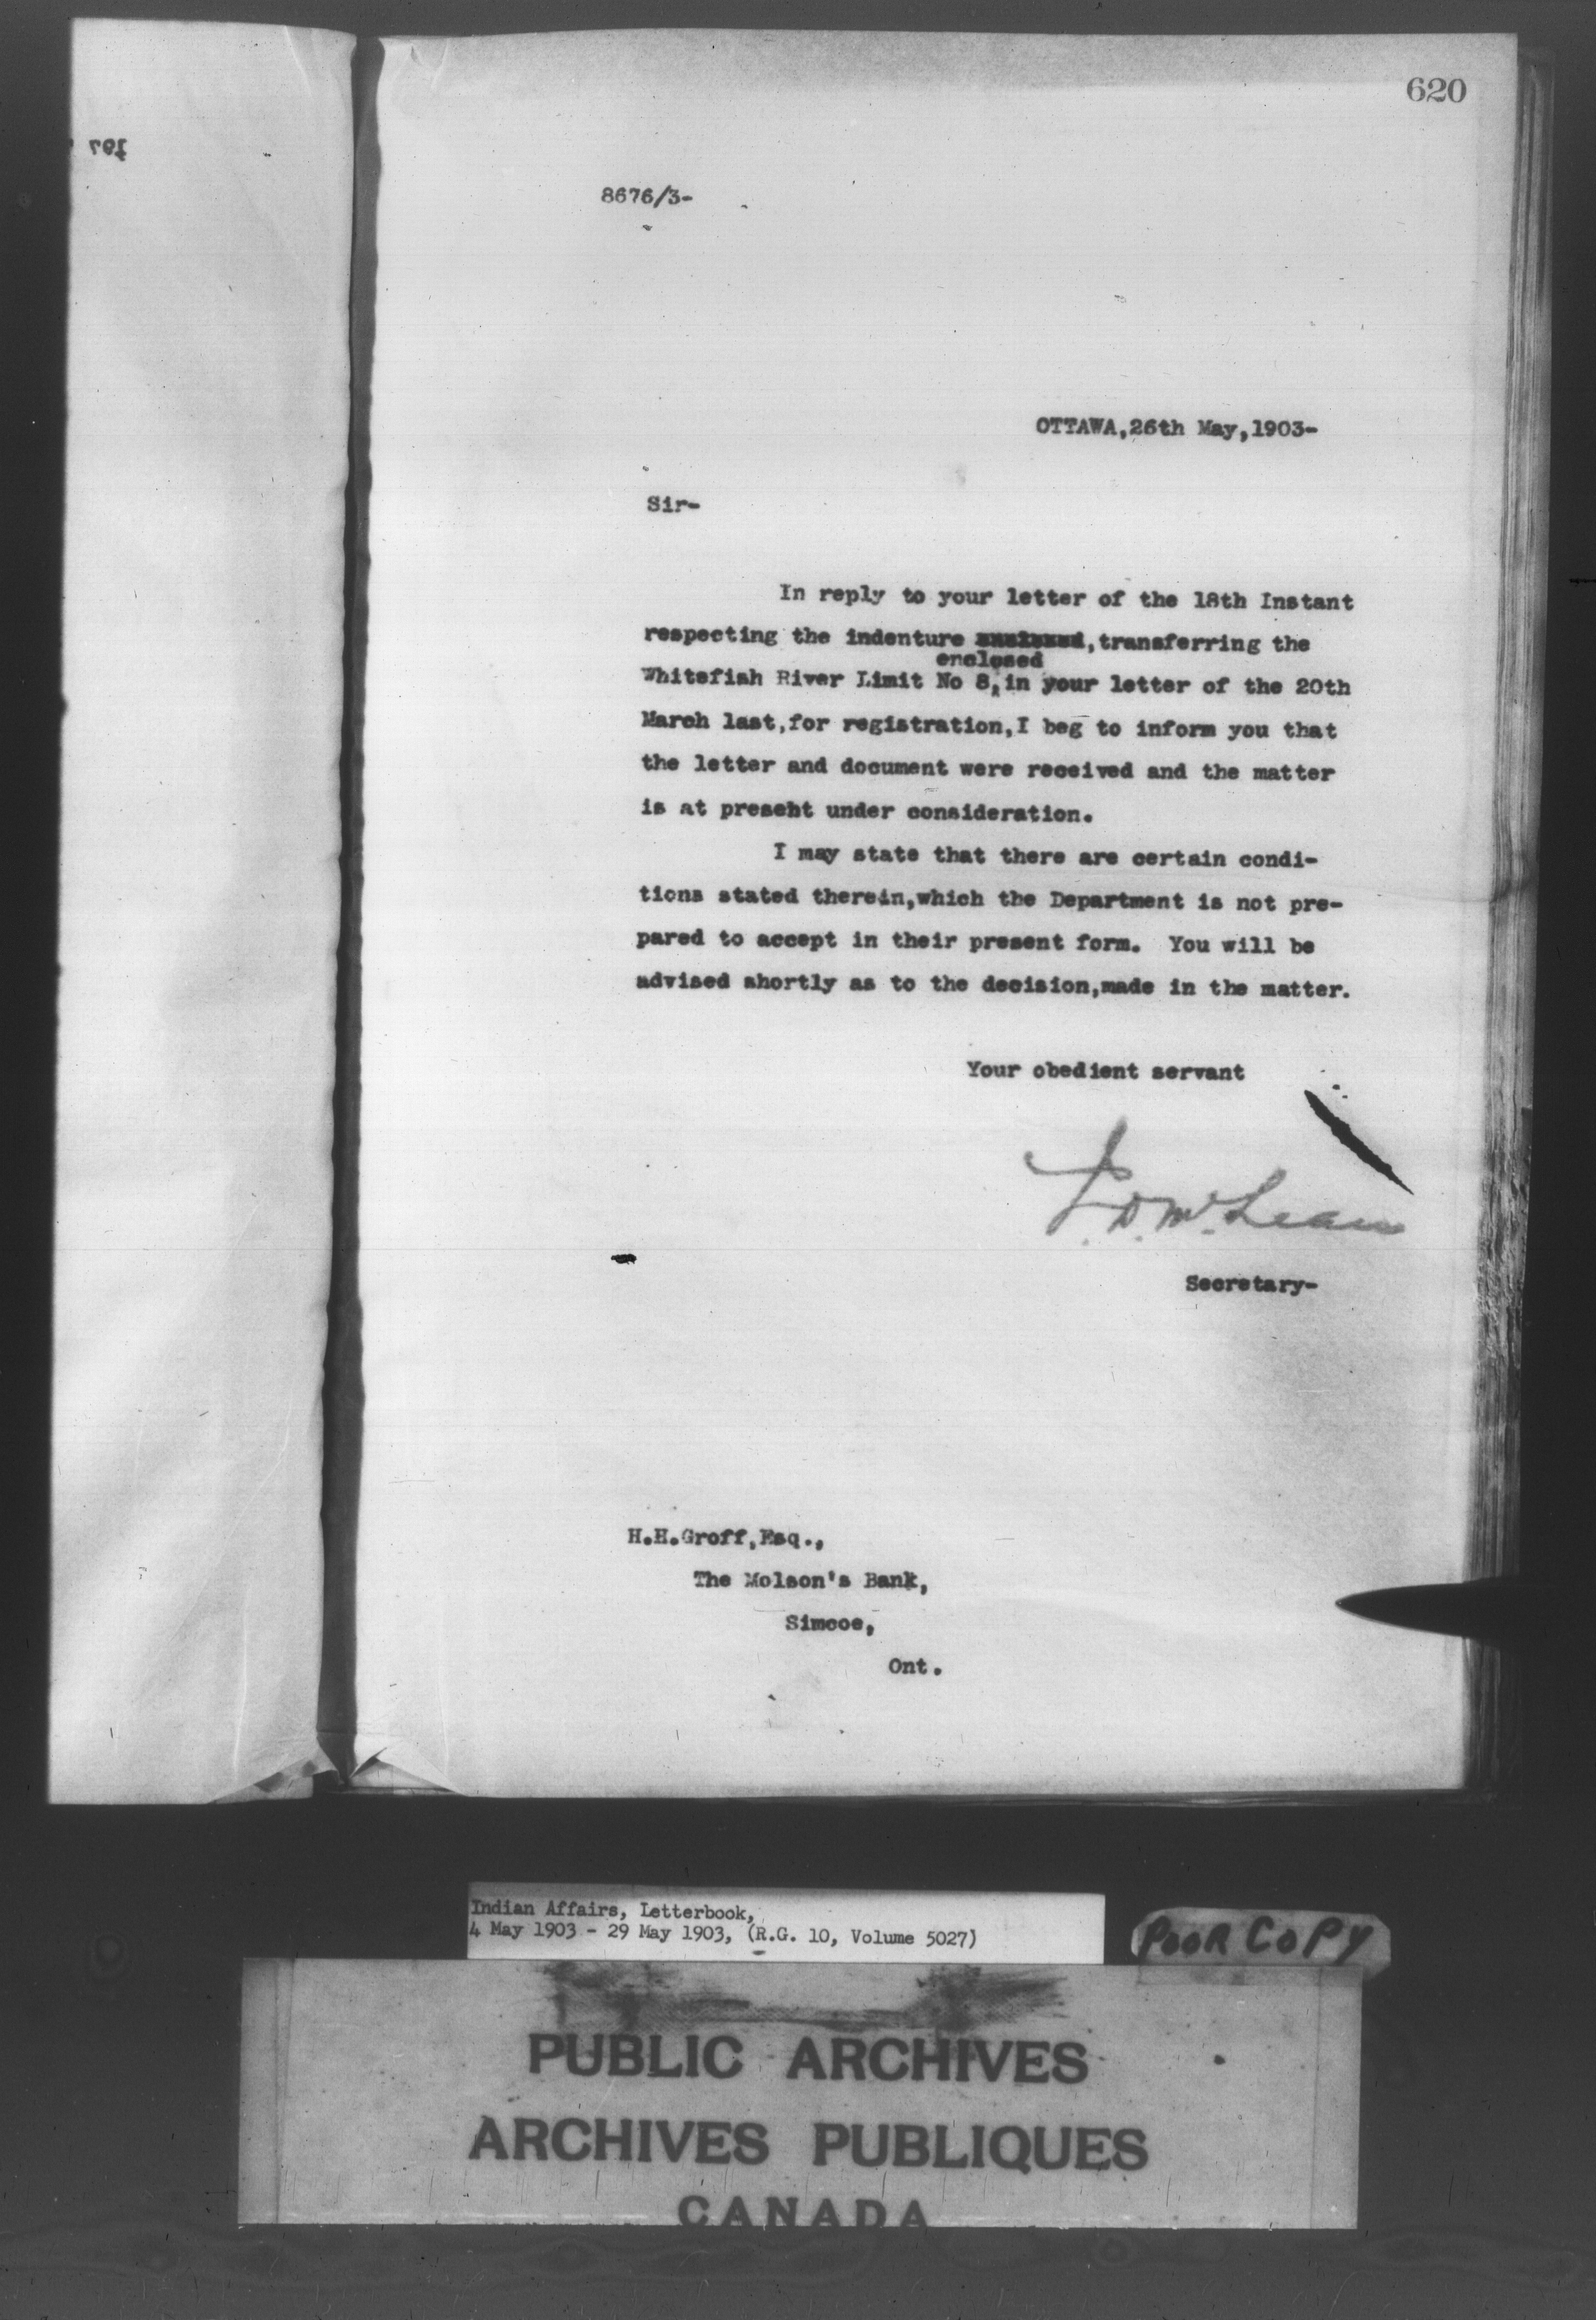 620
8676/3-
OTTAWA,26th May,1903-
Sir-
In reply to your letter of the 18th Instant
respecting the indenture , transferring the
enclosed
Whitefish River Limit No 8, in your letter of the 20th
March last, for registration, I beg to inform you that
the letter and document were received and the matter
is at present under consideration.
I may state that there are certain condi-
tions stated therein, which the Department is not pre-
pared to accept in their present form. You will be
advised shortly as to the decision, made in the matter.
Your obedient servant
J. D. McLean
Secretary-
H.H.Groff, Esq.,
The Molson's Bank,
Simcoe,
Ont.
Indian Affairs, Letterbook,
4 May 1903 - 29 May 1903, (R.G. 10, Volume 5027)
POOR COPY
PUBLIC ARCHIVES
ARCHIVES PUBLIQUES
CANADA